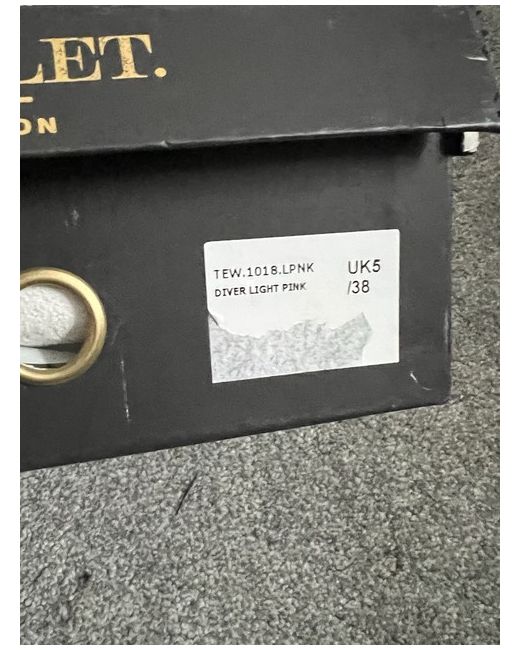 LET.
ON
TEW.1018.LPNK UK5
DIVER LIGHT PINK /38